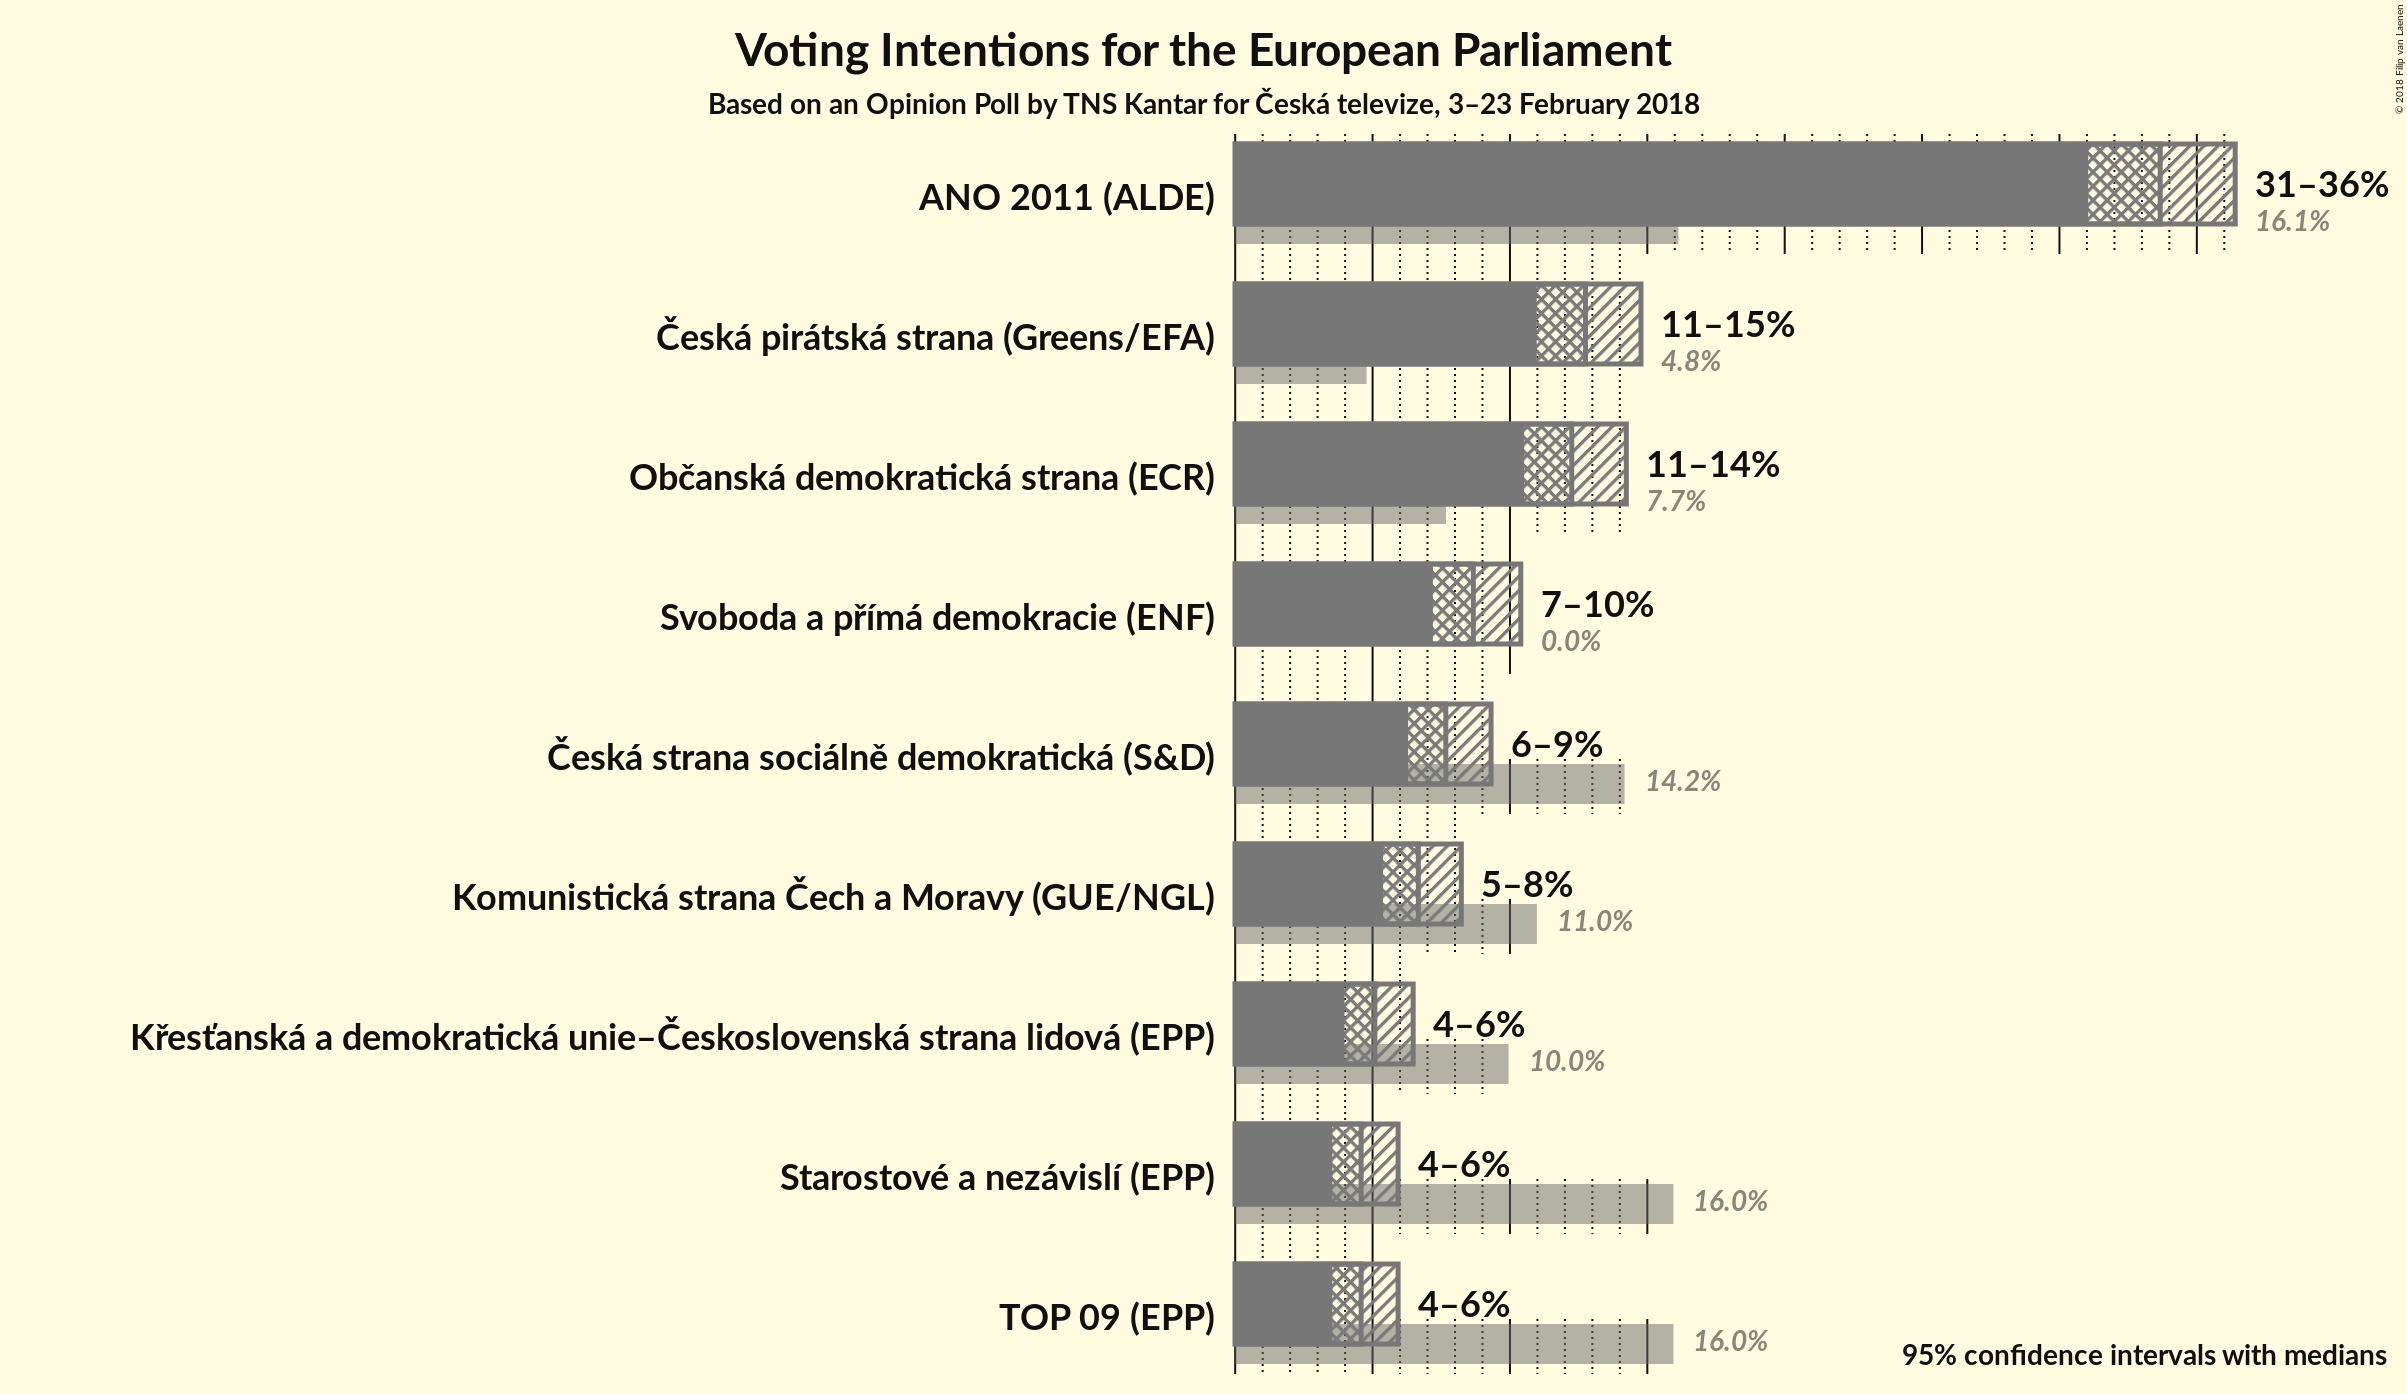 Voting Intentions for the European Parliament
Based on an Opinion Poll by TNS Kantar for Česká televize, 3–23 February 2018
© 2018 Filip van Laenen
ANO 2011 (ALDE)
31–36%
16.1%
Česká pirátská strana (Greens/EFA)
11–15%
4.8%
Občanská demokratická strana (ECR)
11–14%
7.7%
Svoboda a přímá demokracie (ENF)
7–10%
0.0%
Česká strana sociálně demokratická (S&D)
6–9%
14.2%
Komunistická strana Čech a Moravy (GUE/NGL)
5–8%
11.0%
Křesťanská a demokratická unie–Československá strana lidová (EPP)
4–6%
10.0%
Starostové a nezávislí (EPP)
4–6%
16.0%
TOP 09 (EPP)
4–6%
16.0%
95% confidence intervals with medians